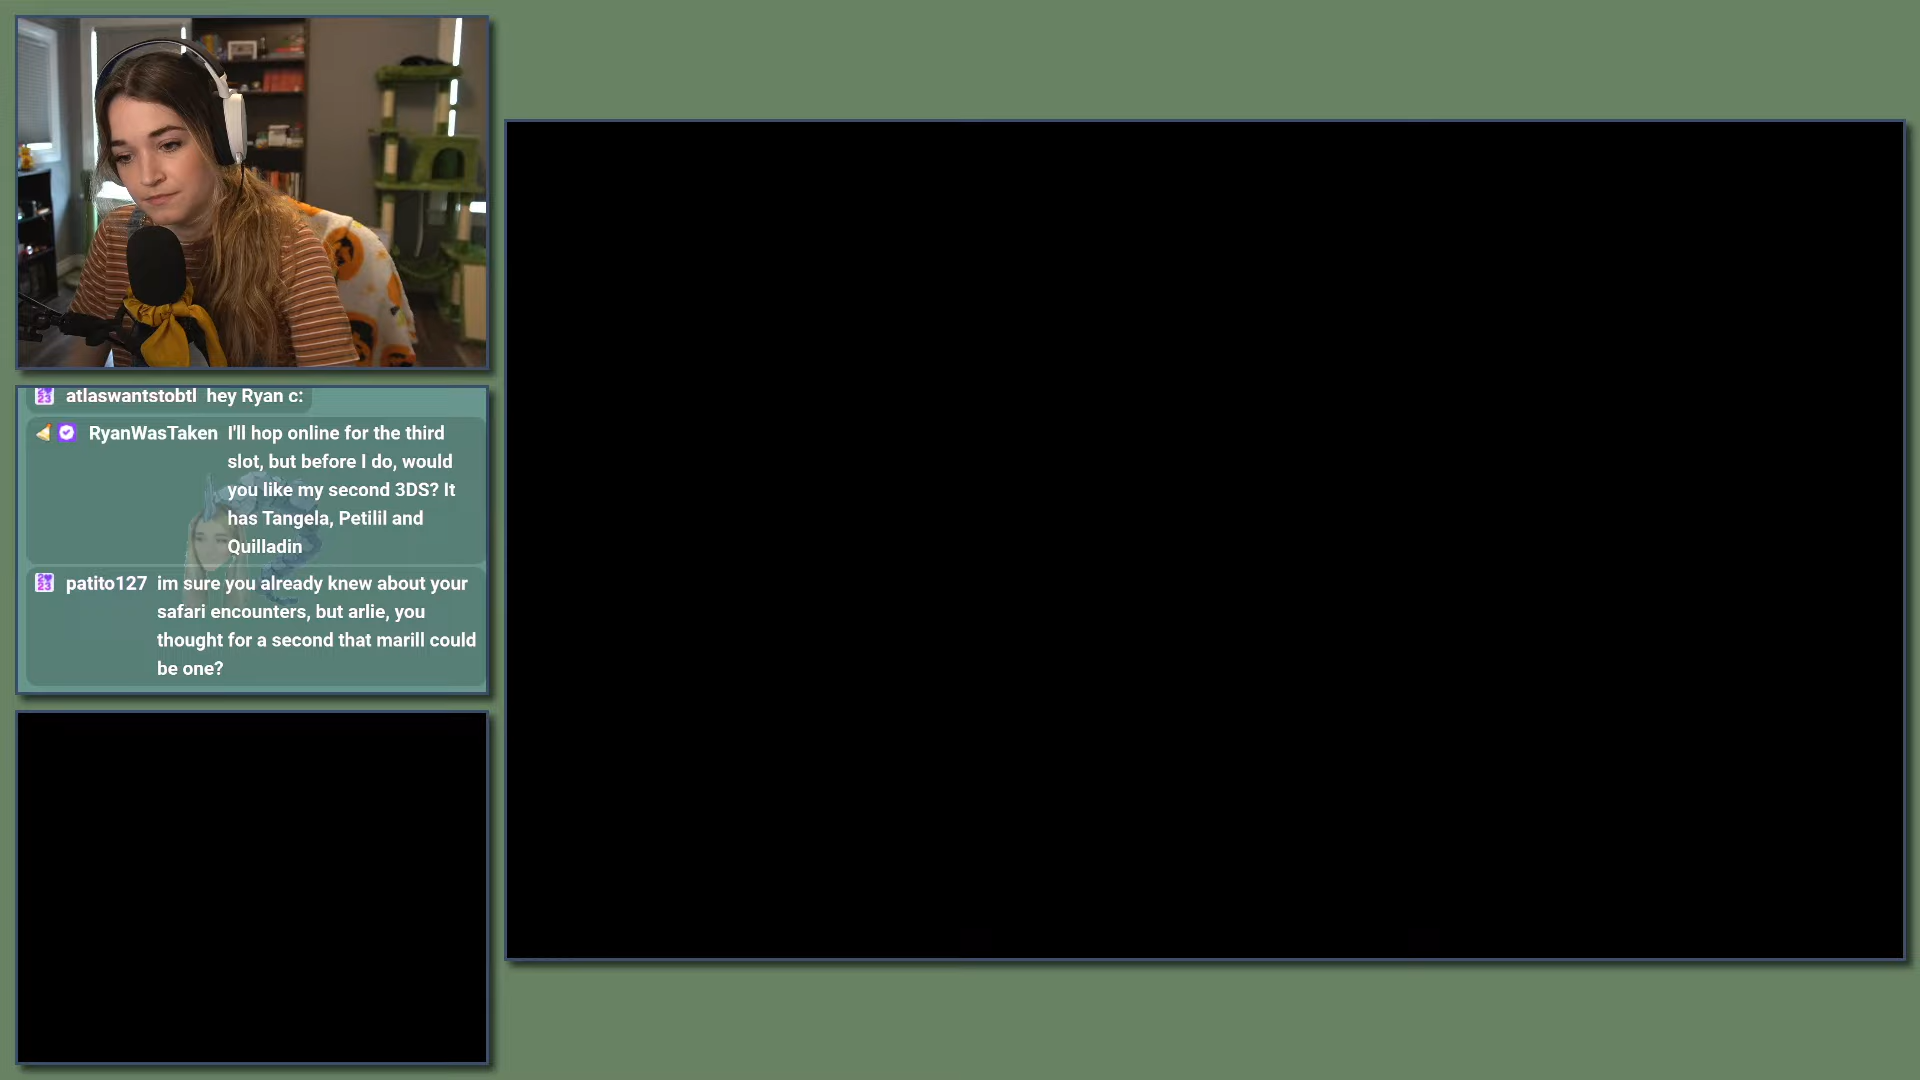 atlaswantstobtl hey Ryan c:
RyanWasTaken I'll hop online for the third
slot, but before I do, would
you like my second 3DS? It
has Tangela, Petilil and
Quilladin
patito127 im sure you already knew about your
safari encounters, but arlie, you
thought for a second that marill could
be one?